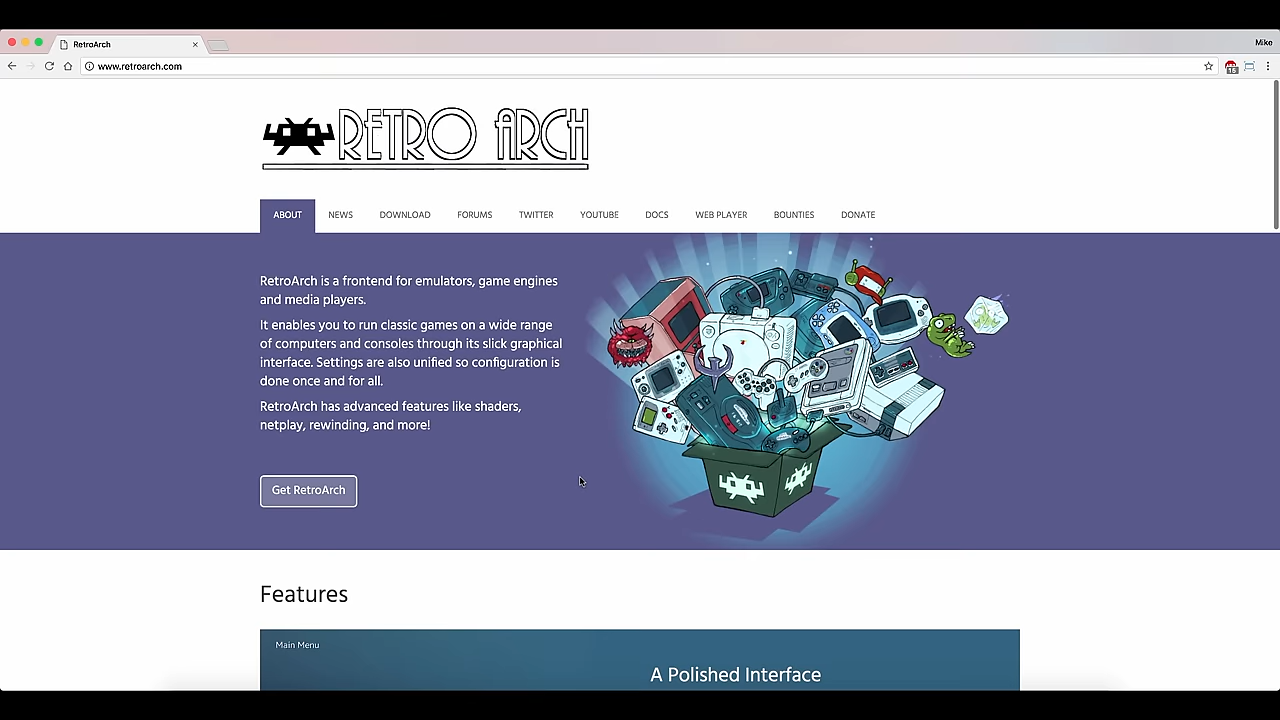 RetroArch
Mike
www.retroarch.com
15
RETRO ARCH
ABOUT NEWS DOWNLOAD FORUMS TWITTER YOUTUBE DOCS WEB PLAYER BOUNTIES DONATE
RetroArch is a frontend for emulators, game engines
and media players.
It enables you to run classic games on a wide range
of computers and consoles through its slick graphical
interface. Settings are also unified so configuration is
done once and for all.
RetroArch has advanced features like shaders,
netplay, rewinding, and more!
Get RetroArch
Features
Main Menu
A Polished Interface